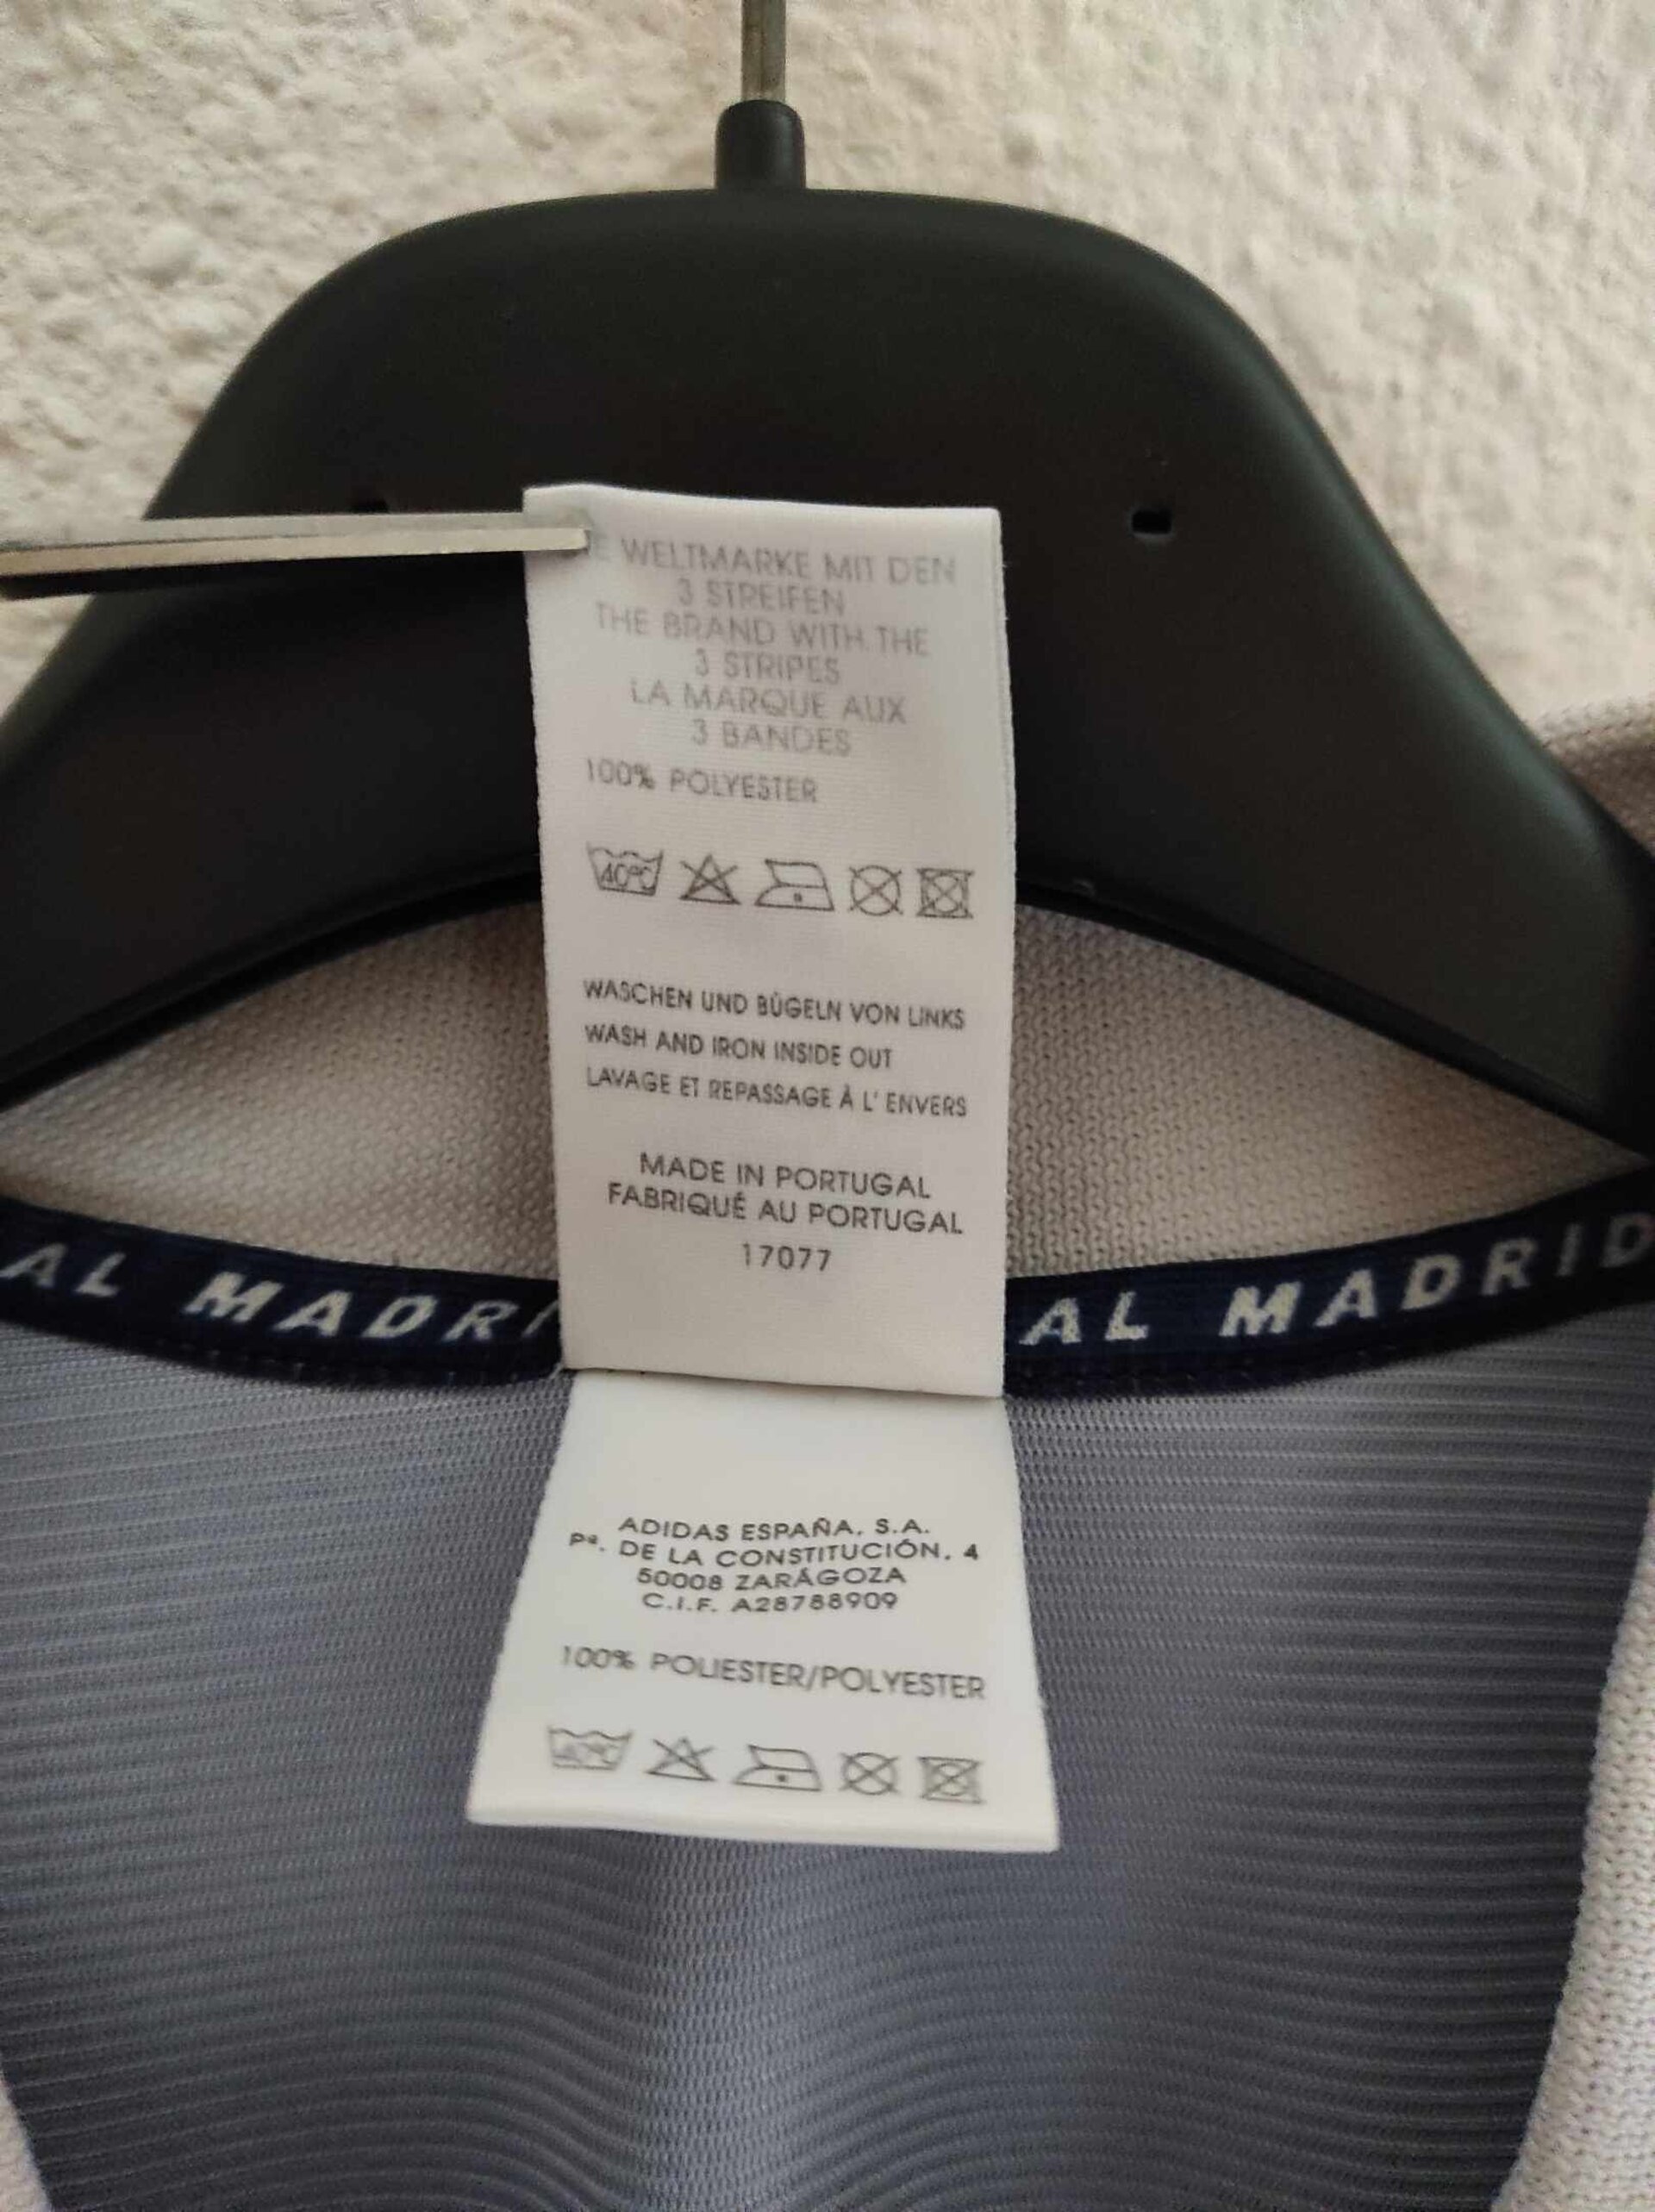 E WELTMARKE MIT DEN
3 STREIFEN
THE BRAND WITH THE
3 STRIPES
LA MARQUE AUX
3 BANDES
100% POLYESTER
40°C
WASCHEN UND BÜGELN VON LINKS
WASH AND IRON INSIDE OUT
LAVAGE ET REPASSAGE À L' ENVERS
MADE IN PORTUGAL
FABRIQUÉ AU PORTUGAL
17077
AL MADRI
AL MADRID
ADIDAS ESPAÑA, S.A.
Pº. DE LA CONSTITUCIÓN, 4
50008 ZARAGOZA
C.I.F. A28788909
100% POLIESTER/POLYESTER
40°C